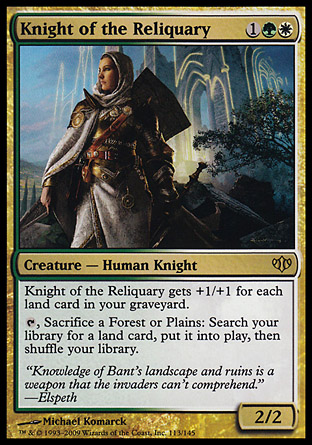 Knight of the Reliquary 1
Creature — Human Knight
Knight of the Reliquary gets +1/+1 for each
land card in your graveyard.
, Sacrifice a Forest or Plains: Search your
library for a land card, put it into play, then
shuffle your library.
“Knowledge of Bant’s landscape and ruins is a
weapon that the invaders can’t comprehend.”
—Elspeth
Michael Komarck
™ & © 1993–2009 Wizards of the Coast, Inc. 113/145
2/2